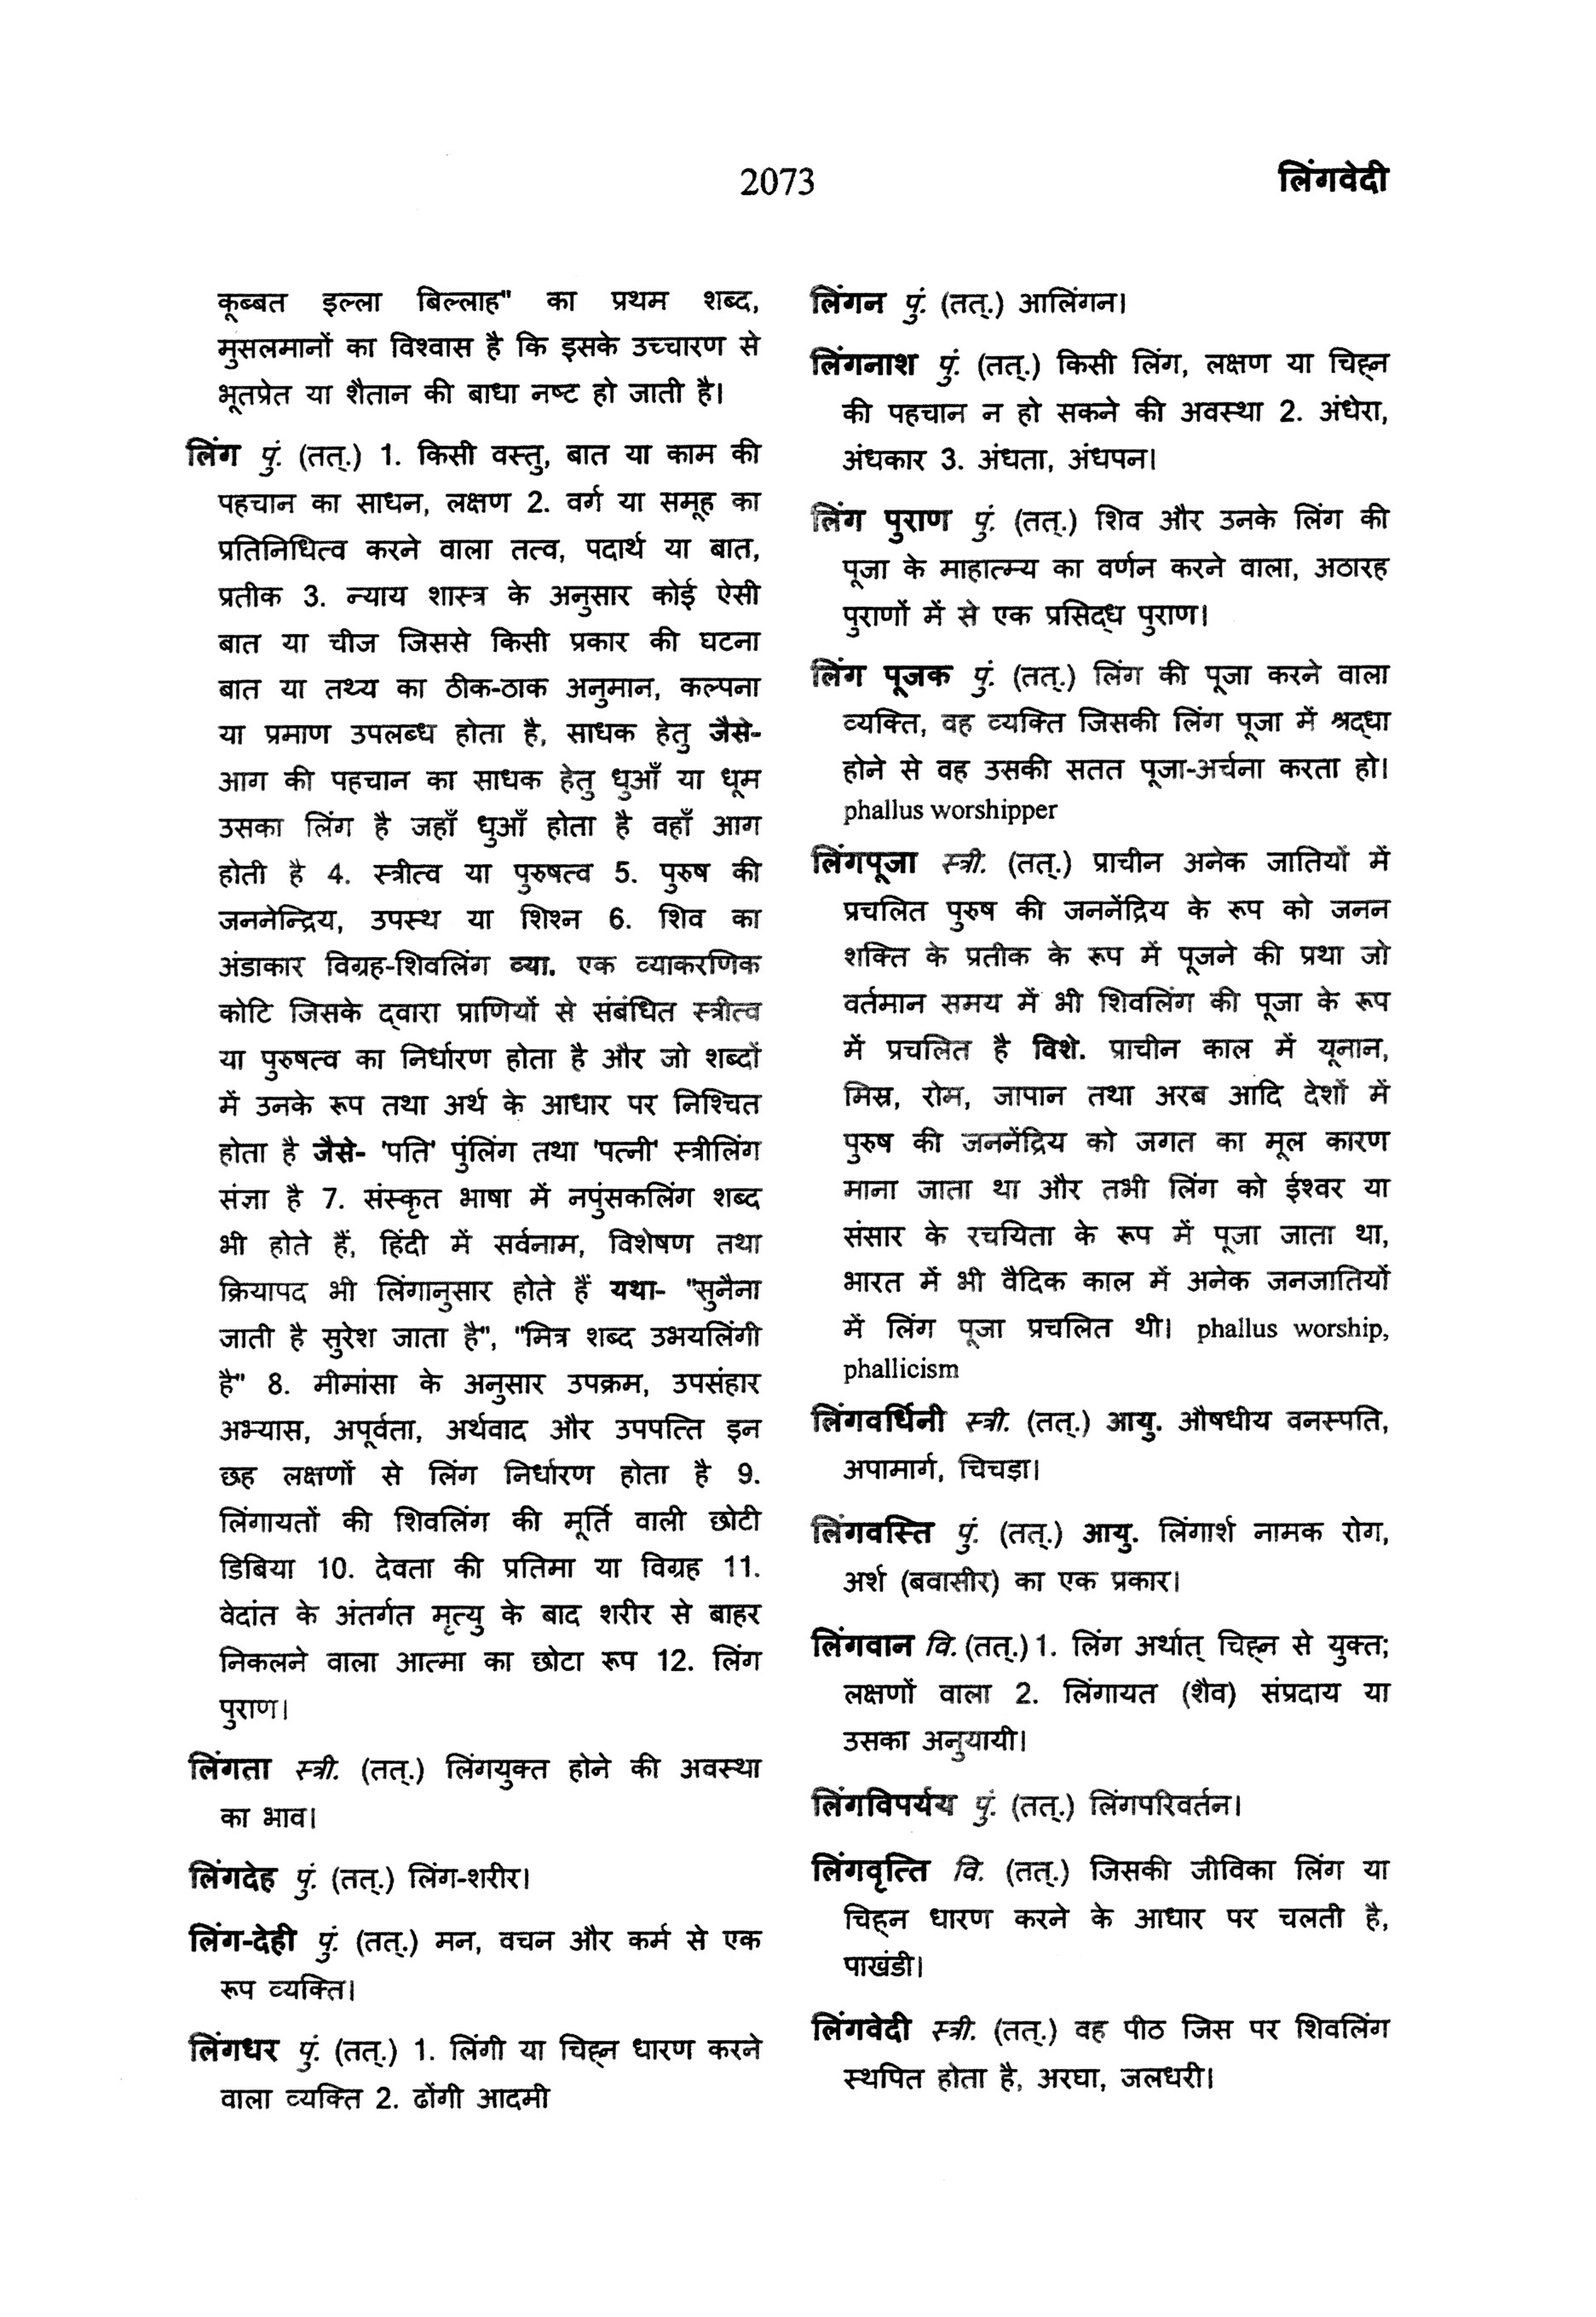 2073
लिंगवेदी
कूब्बत इल्ला बिल्लाह" का प्रथम शब्द,
मुसलमानों का विश्वास है कि इसके उच्चारण से
भूतप्रेत या शैतान की बाधा नष्ट हो जाती है।
लिंग पुं. (तत्.) 1. किसी वस्तु, बात या काम की
पहचान का साधन, लक्षण 2. वर्ग या समूह का
प्रतिनिधित्व करने वाला तत्व, पदार्थ या बात,
प्रतीक 3. न्याय शास्त्र के अनुसार कोई ऐसी
बात या चीज जिससे किसी प्रकार की घटना
बात या तथ्य का ठीक-ठाक अनुमान, कल्पना
या प्रमाण उपलब्ध होता है, साधक हेतु जैसे-
आग की पहचान का साधक हेतु धुआँ या धूम
उसका लिंग है जहाँ धुआँ होता है वहाँ आग
होती है 4. स्त्रीत्व या पुरुषत्व 5. पुरुष की
जननेन्द्रिय, उपस्थ या शिश्न 6. शिव का
अंडाकार विग्रह-शिवलिंग व्या. एक व्याकरणिक
कोटि जिसके द्वारा प्राणियों से संबंधित स्त्रीत्व
या पुरुषत्व का निर्धारण होता है और जो शब्दों
में उनके रूप तथा अर्थ के आधार पर निश्चित
होता है जैसे- 'पति' पुंलिंग तथा 'पत्नी' स्त्रीलिंग
संज्ञा है 7. संस्कृत भाषा में नपुंसकलिंग शब्द
भी होते हैं, हिंदी में सर्वनाम, विशेषण तथा
क्रियापद भी लिंगानुसार होते हैं यथा- "सुनैना
जाती है सुरेश जाता है", "मित्र शब्द उभयलिंगी
है" 8. मीमांसा के अनुसार उपक्रम, उपसंहार
अभ्यास, अपूर्वता, अर्थवाद और उपपत्ति इन
छह लक्षणों से लिंग निर्धारण होता है 9.
लिंगायतों की शिवलिंग की मूर्ति वाली छोटी
डिबिया 10. देवता की प्रतिमा या विग्रह 11.
वेदांत के अंतर्गत मृत्यु के बाद शरीर से बाहर
निकलने वाला आत्मा का छोटा रूप 12. लिंग
पुराण।
लिंगता स्त्री. (तत्.) लिंगयुक्त होने की अवस्था
का भाव।
लिंगदेह पुं. (तत्.) लिंग-शरीर।
लिंग-देही पुं. (तत्.) मन, वचन और कर्म से एक
रूप व्यक्ति।
लिंगधर पुं. (तत्.) 1. लिंगी या चिह्न धारण करने
वाला व्यक्ति 2. ढोंगी आदमी
लिंगन पुं. (तत्.) आलिंगन।
लिंगनाश पुं. (तत्.) किसी लिंग, लक्षण या चिह्न
की पहचान न हो सकने की अवस्था 2. अंधेरा,
अंधकार 3. अंधता, अंधपन।
लिंग पुराण पुं. (तत्.) शिव और उनके लिंग की
पूजा के माहात्म्य का वर्णन करने वाला, अठारह
पुराणों में से एक प्रसिद्ध पुराण।
लिंग पूजक पुं. (तत्.) लिंग की पूजा करने वाला
व्यक्ति, वह व्यक्ति जिसकी लिंग पूजा में श्रद्धा
होने से वह उसकी सतत पूजा-अर्चना करता हो।
phallus worshipper
लिंगपूजा स्त्री. (तत्.) प्राचीन अनेक जातियों में
प्रचलित पुरुष की जननेंद्रिय के रूप को जनन
शक्ति के प्रतीक के रूप में पूजने की प्रथा जो
वर्तमान समय में भी शिवलिंग की पूजा के रूप
में प्रचलित है विशे. प्राचीन काल में यूनान,
मिस्र, रोम, जापान तथा अरब आदि देशों में
पुरुष की जननेंद्रिय को जगत का मूल कारण
माना जाता था और तभी लिंग को ईश्वर या
संसार के रचयिता के रूप में पूजा जाता था,
भारत में भी वैदिक काल में अनेक जनजातियों
में लिंग पूजा प्रचलित थी। phallus worship,
phallicism
लिंगवर्धिनी स्त्री. (तत्.) आयु. औषधीय वनस्पति,
अपामार्ग, चिचड़ा।
लिंगवस्ति पुं. (तत्.) आयु. लिंगार्श नामक रोग,
अर्श (बवासीर) का एक प्रकार।
लिंगवान वि. (तत्.) 1. लिंग अर्थात् चिह्न से युक्त;
लक्षणों वाला 2. लिंगायत (शैव) संप्रदाय या
उसका अनुयायी।
लिंगविपर्यय पुं. (तत्.) लिंगपरिवर्तन।
लिंगवृत्ति वि. (तत्.) जिसकी जीविका लिंग या
चिह्न धारण करने के आधार पर चलती है,
पाखंडी।
लिंगवेदी स्त्री. (तत्.) वह पीठ जिस पर शिवलिंग
स्थपित होता है, अरघा, जलधरी।